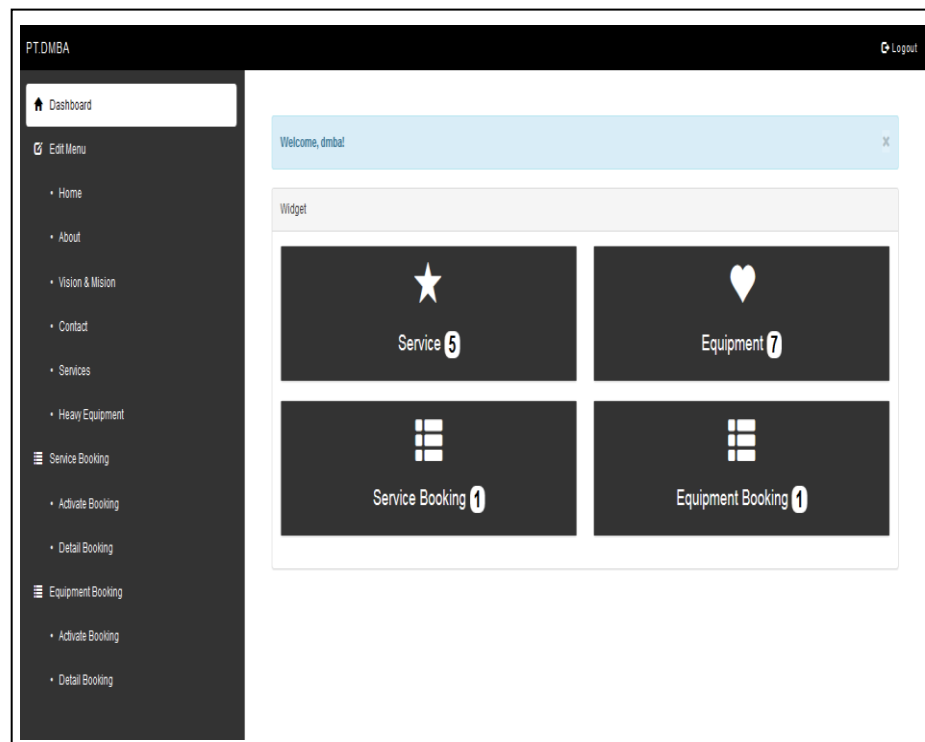 PT.DMBA
Logout
Dashboard
Edit Menu
• Home
• About
• Vision & Mision
• Contact
• Services
• Heavy Equipment
Service Booking
• Activate Booking
• Detail Booking
Equipment Booking
• Activate Booking
• Detail Booking
Welcome, dmba!
x
Widget
Service 5
Equipment 7
Service Booking 1
Equipment Booking 1